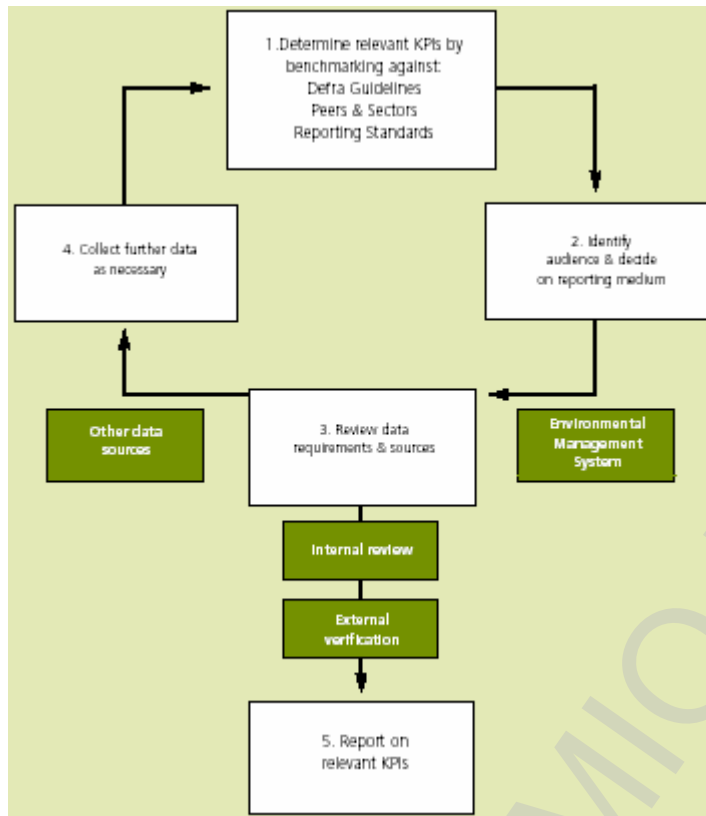 1.Determine relevant KPIs by
benchmarking against:
Defra Guidelines
Peers & Sectors
Reporting Standards
2. Identify
audience & decide
on reporting medium
3. Review data
requirements & sources
4. Collect further data
as necessary
Other data
sources
Environmental
Management
System
Internal review
External
verification
5. Report on
relevant KPIs